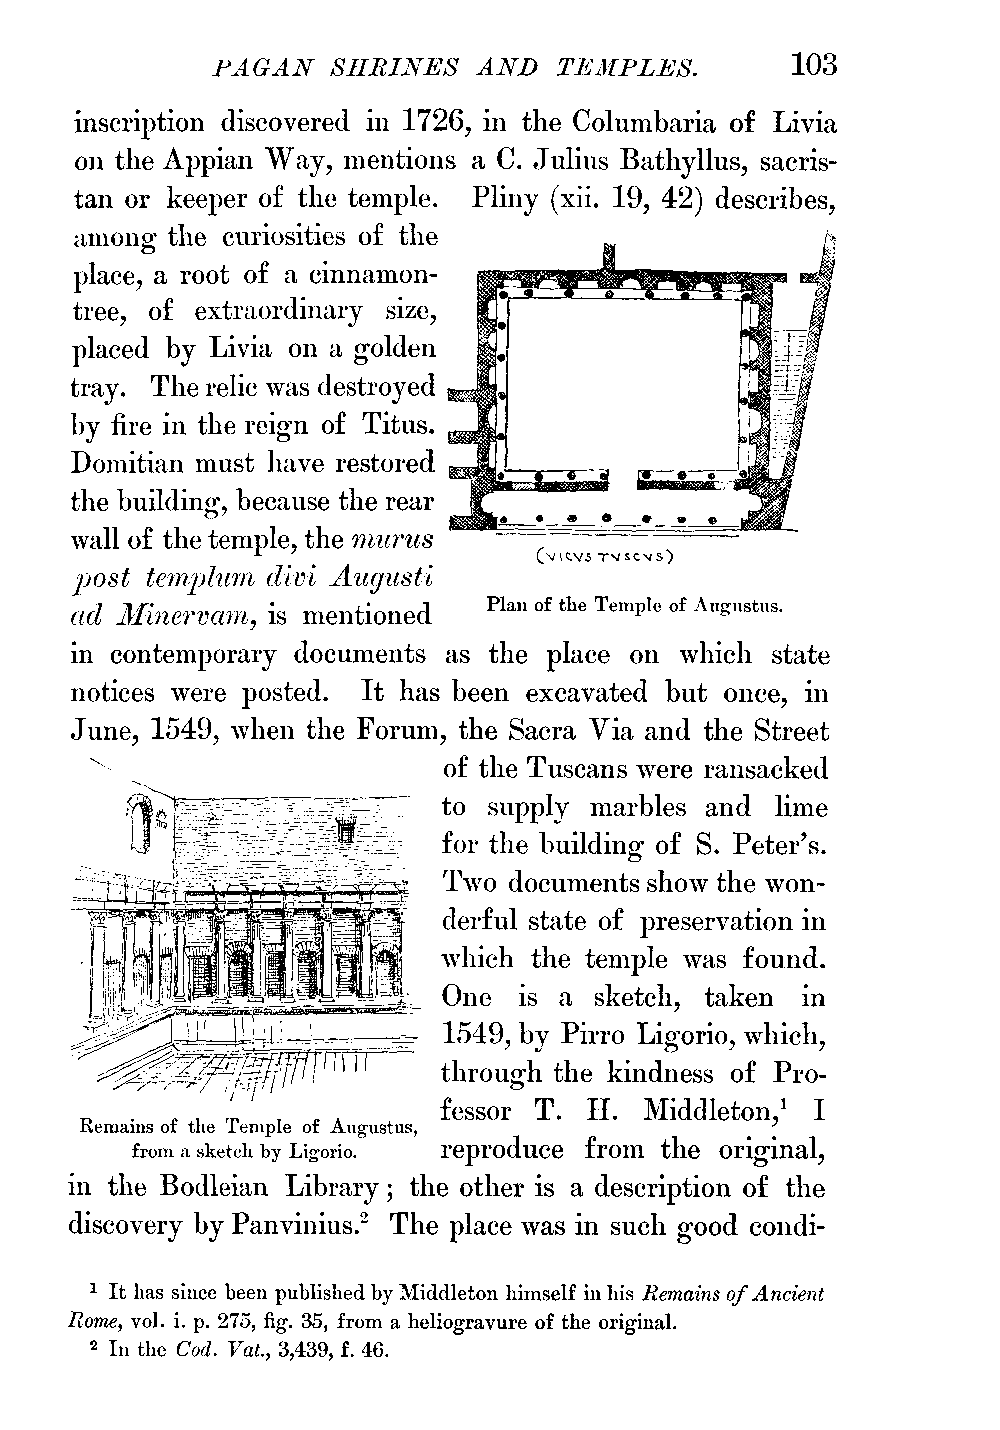 PAGAN SHRINES AND TEMPLES. 103
inscription discovered in 1726, in the Columbaria of Livia
on the Appian Way, mentions a C. Julius Bathyllus, sacris-
tan or keeper of the temple. Pliny (xii. 19, 42) describes,
among the curiosities of the
place, a root of a cinnamon-
tree, of extraordinary size,
placed by Livia on a golden
tray. The relic was destroyed
by fire in the reign of Titus.
Domitian must have restored
the building, because the rear
wall of the temple, the murus
post templum divi Augusti
ad Minervam, is mentioned
(VICVS TVSCVS)
Plan of the Temple of Augustus.
in contemporary documents as the place on which state
notices were posted. It has been excavated but once, in
June, 1549, when the Forum, the Sacra Via and the Street
of the Tuscans were ransacked
to supply marbles and lime
for the building of S. Peter's.
Two documents show the won-
derful state of preservation in
which the temple was found.
One is a sketch, taken in
1549, by Pirro Ligorio, which,
through the kindness of Pro-
fessor T. H. Middleton,¹ I
reproduce from the original,
Remains of the Temple of Augustus,
from a sketch by Ligorio.
in the Bodleian Library; the other is a description of the
discovery by Panvinius.² The place was in such good condi-
¹ It has since been published by Middleton himself in his Remains of Ancient
Rome, vol. i. p. 275, fig. 35, from a heliogravure of the original.
² In the Cod. Vat., 3,439, f. 46.